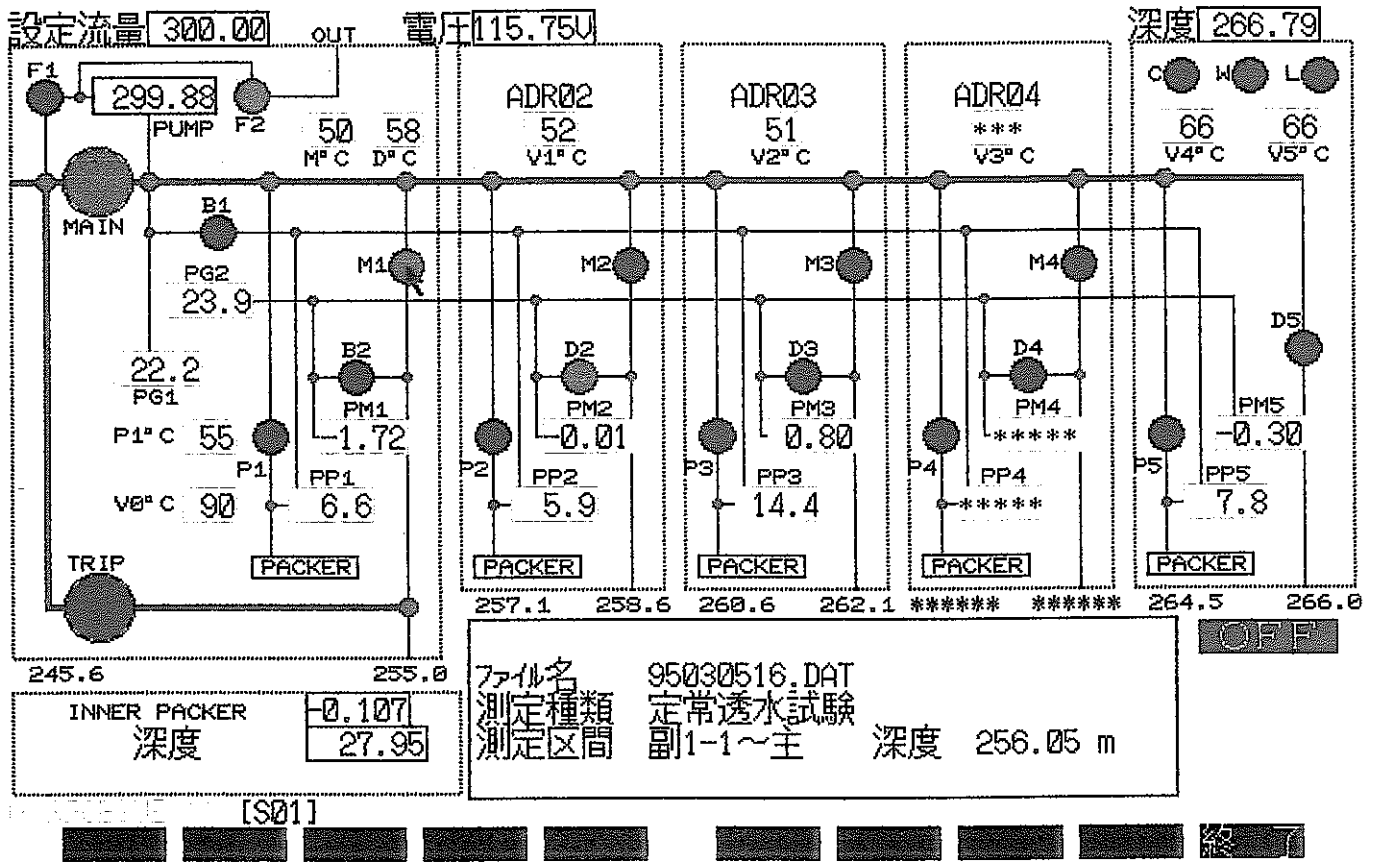 設定流量 300.00 OUT 電圧 115.75V 深度 266.79
F1 299.88 F2 ADR02 ADR03 ADR04 C W L
PUMP 50 58 52 51 *** 66 66
M°C D°C V1°C V2°C V3°C V4°C V5°C
MAIN B1
M1 M2 M3 M4
PG2
23.9
D5
B2 D2 D3 D4
22.2
PG1
PM1 PM2 PM3 PM4 PM5
P1°C 55 -1.72 -0.01 0.80 ***** -0.30
P1 P2 P3 P4 P5
PP1 PP2 PP3 PP4 PP5
V0°C 90 6.6 5.9 14.4 ***** 7.8
PACKER PACKER PACKER PACKER PACKER
TRIP
257.1 258.6 260.6 262.1 ****** ****** 264.5 266.0
OFF
245.6 255.0
ファイル名 95030516.DAT
測定種類 定常透水試験
測定区間 副1-1～主 深度 256.05 m
INNER PACKER -0.107
深度 27.95
[S01]
終 了